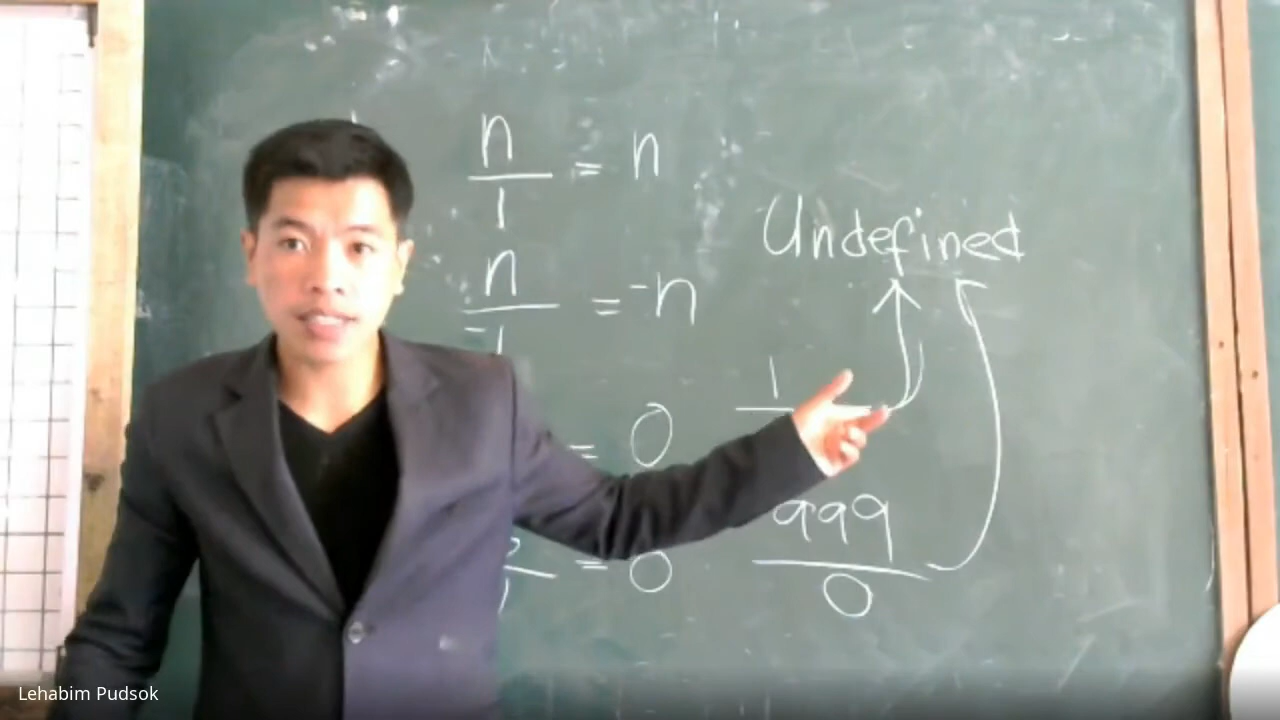 n/1 = n
n/-1 = -n
= 0
= 0
Undefined
1
999/0
Lehabim Pudsok